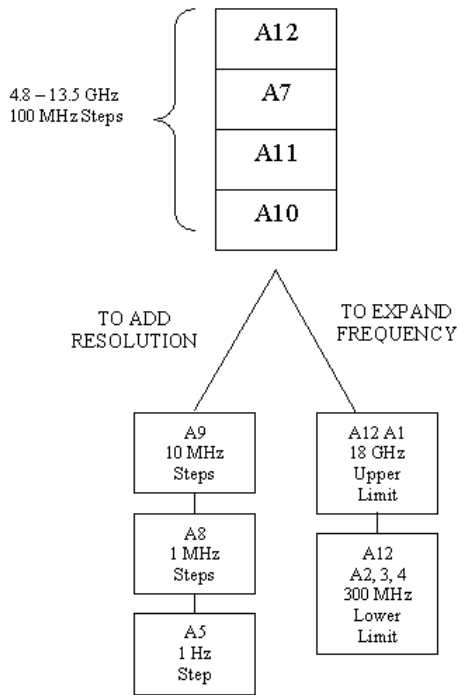 A12
4.8 – 13.5 GHz
100 MHz Steps
A7
A11
A10
TO ADD
RESOLUTION
TO EXPAND
FREQUENCY
A9
10 MHz
Steps
A8
1 MHz
Steps
A5
1 Hz
Step
A12 A1
18 GHz
Upper
Limit
A12
A2, 3, 4
300 MHz
Lower
Limit